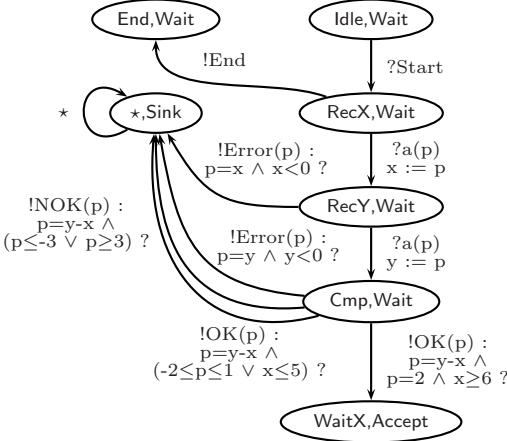 End,Wait
Idle,Wait
!End
?Start
⋆
⋆,Sink
RecX,Wait
!Error(p) :
p=x ∧ x<0 ?
?a(p)
x := p
RecY,Wait
!NOK(p) :
p=y-x ∧
(p≤-3 ∨ p≥3) ?
!Error(p) :
p=y ∧ y<0 ?
?a(p)
y := p
Cmp,Wait
!OK(p) :
p=y-x ∧
(-2≤p≤1 ∨ x≤5) ?
!OK(p) :
p=y-x ∧
p=2 ∧ x≥6 ?
WaitX,Accept